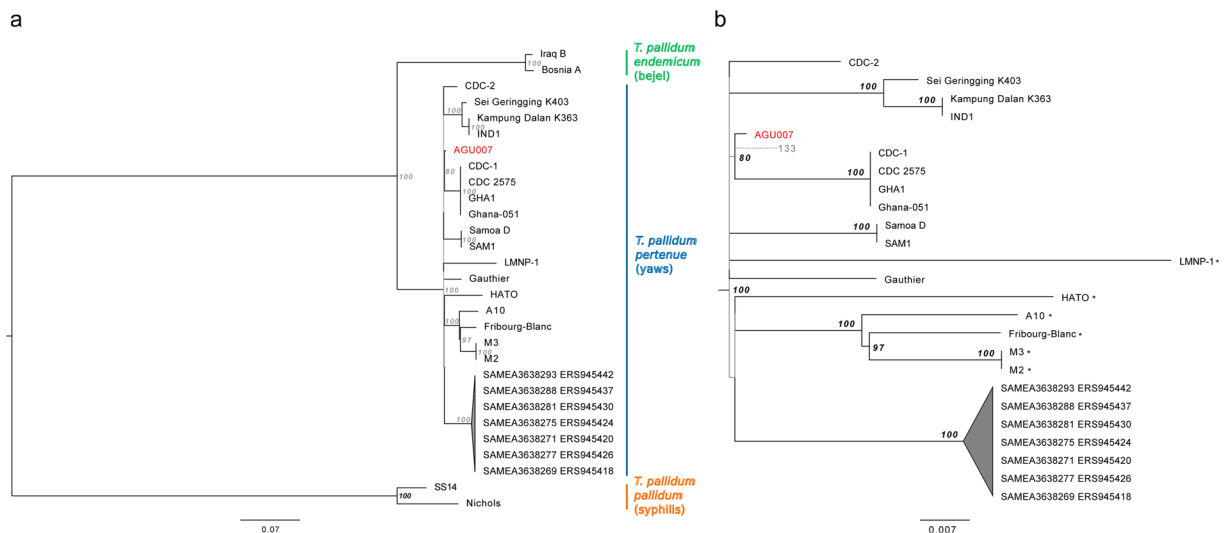 a
Iraq B
100
Bosnia A
CDC-2
Sei Geringging K403
100
Kampung Dalan K363
100
IND1
AGU007
80
CDC-1
CDC 2575
100
GHA1
Ghana-051
100
Samoa D
100
SAM1
LMNP-1
Gauthier
100
HATO
A10
100
Fribourg-Blanc
97
M3
100
M2
SAMEA3638293 ERS945442
SAMEA3638288 ERS945437
SAMEA3638281 ERS945430
100
SAMEA3638275 ERS945424
SAMEA3638271 ERS945420
SAMEA3638277 ERS945426
SAMEA3638269 ERS945418
SS14
100
Nichols
0.07
T. pallidum
endemicum
(bejel)
T. pallidum
pertenue
(yaws)
T. pallidum
pallidum
(syphilis)
b
CDC-2
Sei Geringging K403
100
Kampung Dalan K363
100
IND1
AGU007
133
80
CDC-1
100
CDC 2575
GHA1
Ghana-051
100
Samoa D
SAM1
LMNP-1 *
Gauthier
100
HATO *
A10 *
100
Fribourg-Blanc *
97
100
M3 *
M2 *
SAMEA3638293 ERS945442
SAMEA3638288 ERS945437
SAMEA3638281 ERS945430
100
SAMEA3638275 ERS945424
SAMEA3638271 ERS945420
SAMEA3638277 ERS945426
SAMEA3638269 ERS945418
0.007